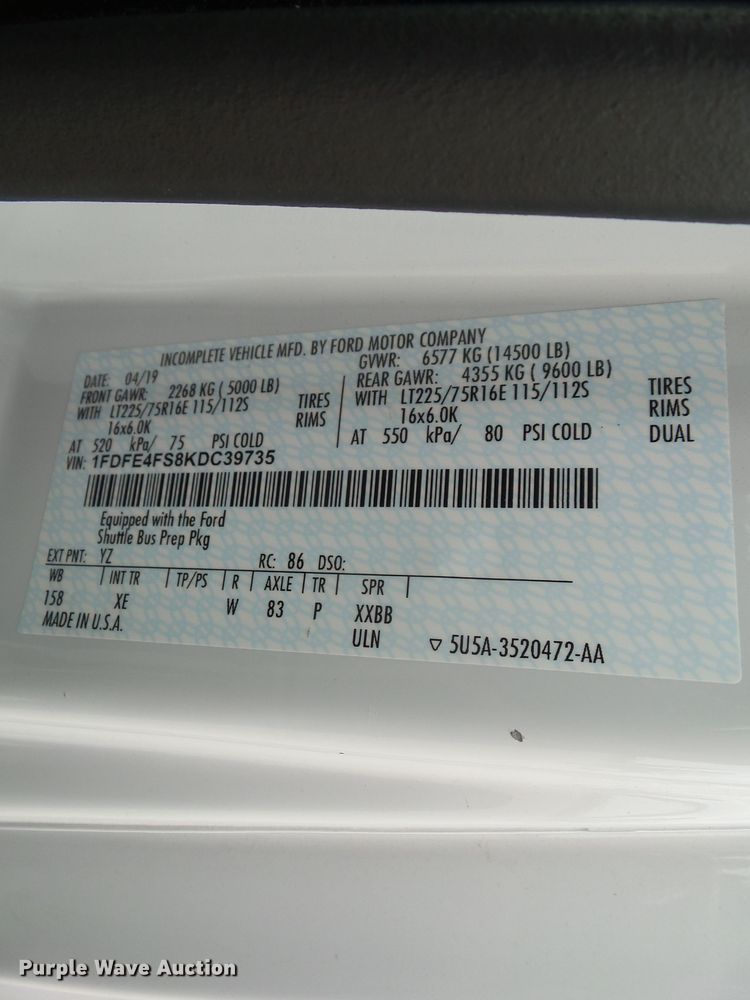 INCOMPLETE VEHICLE MFD. BY FORD MOTOR COMPANY
DATE: 04/19 GVWR: 6577 KG (14500 LB)
FRONT GAWR: 2268 KG ( 5000 LB) REAR GAWR: 4355 KG ( 9600 LB)
WITH LT225/75R16E 115/112S TIRES WITH LT225/75R16E 115/112S TIRES
16x6.0K RIMS 16x6.0K RIMS
AT 520 kPa/ 75 PSI COLD AT 550 kPa/ 80 PSI COLD DUAL
VIN: 1FDFE4FS8KDC39735
Equipped with the Ford
Shuttle Bus Prep Pkg
EXT PNT: YZ RC: 86 DSO:
WB INT TR TP/PS R AXLE TR SPR
158 XE W 83 P XXBB
MADE IN U.S.A. ULN ▽ 5U5A-3520472-AA
Purple Wave Auction